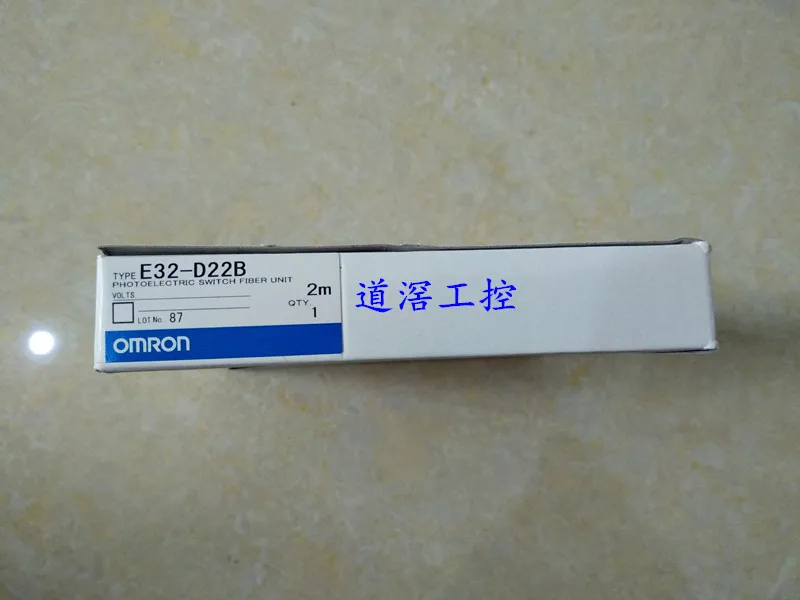 TYPE E32-D22B
PHOTOELECTRIC SWITCH FIBER UNIT
VOLTS
2m
QTY. 1
LOT No. 87
OMRON
道滘工控